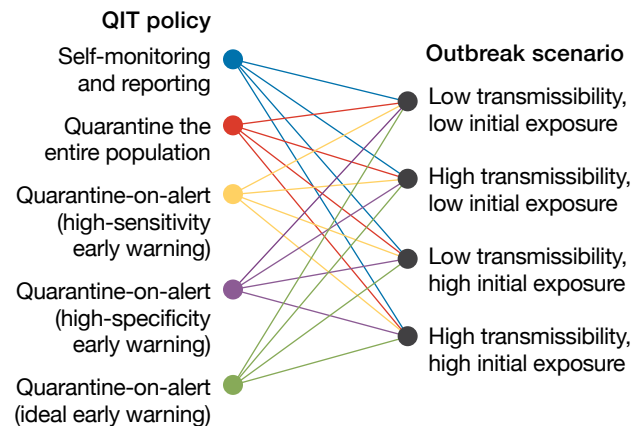 QIT policy
Self-monitoring
and reporting
Quarantine the
entire population
Quarantine-on-alert
(high-sensitivity
early warning)
Quarantine-on-alert
(high-specificity
early warning)
Quarantine-on-alert
(ideal early warning)
Outbreak scenario
Low transmissibility,
low initial exposure
High transmissibility,
low initial exposure
Low transmissibility,
high initial exposure
High transmissibility,
high initial exposure